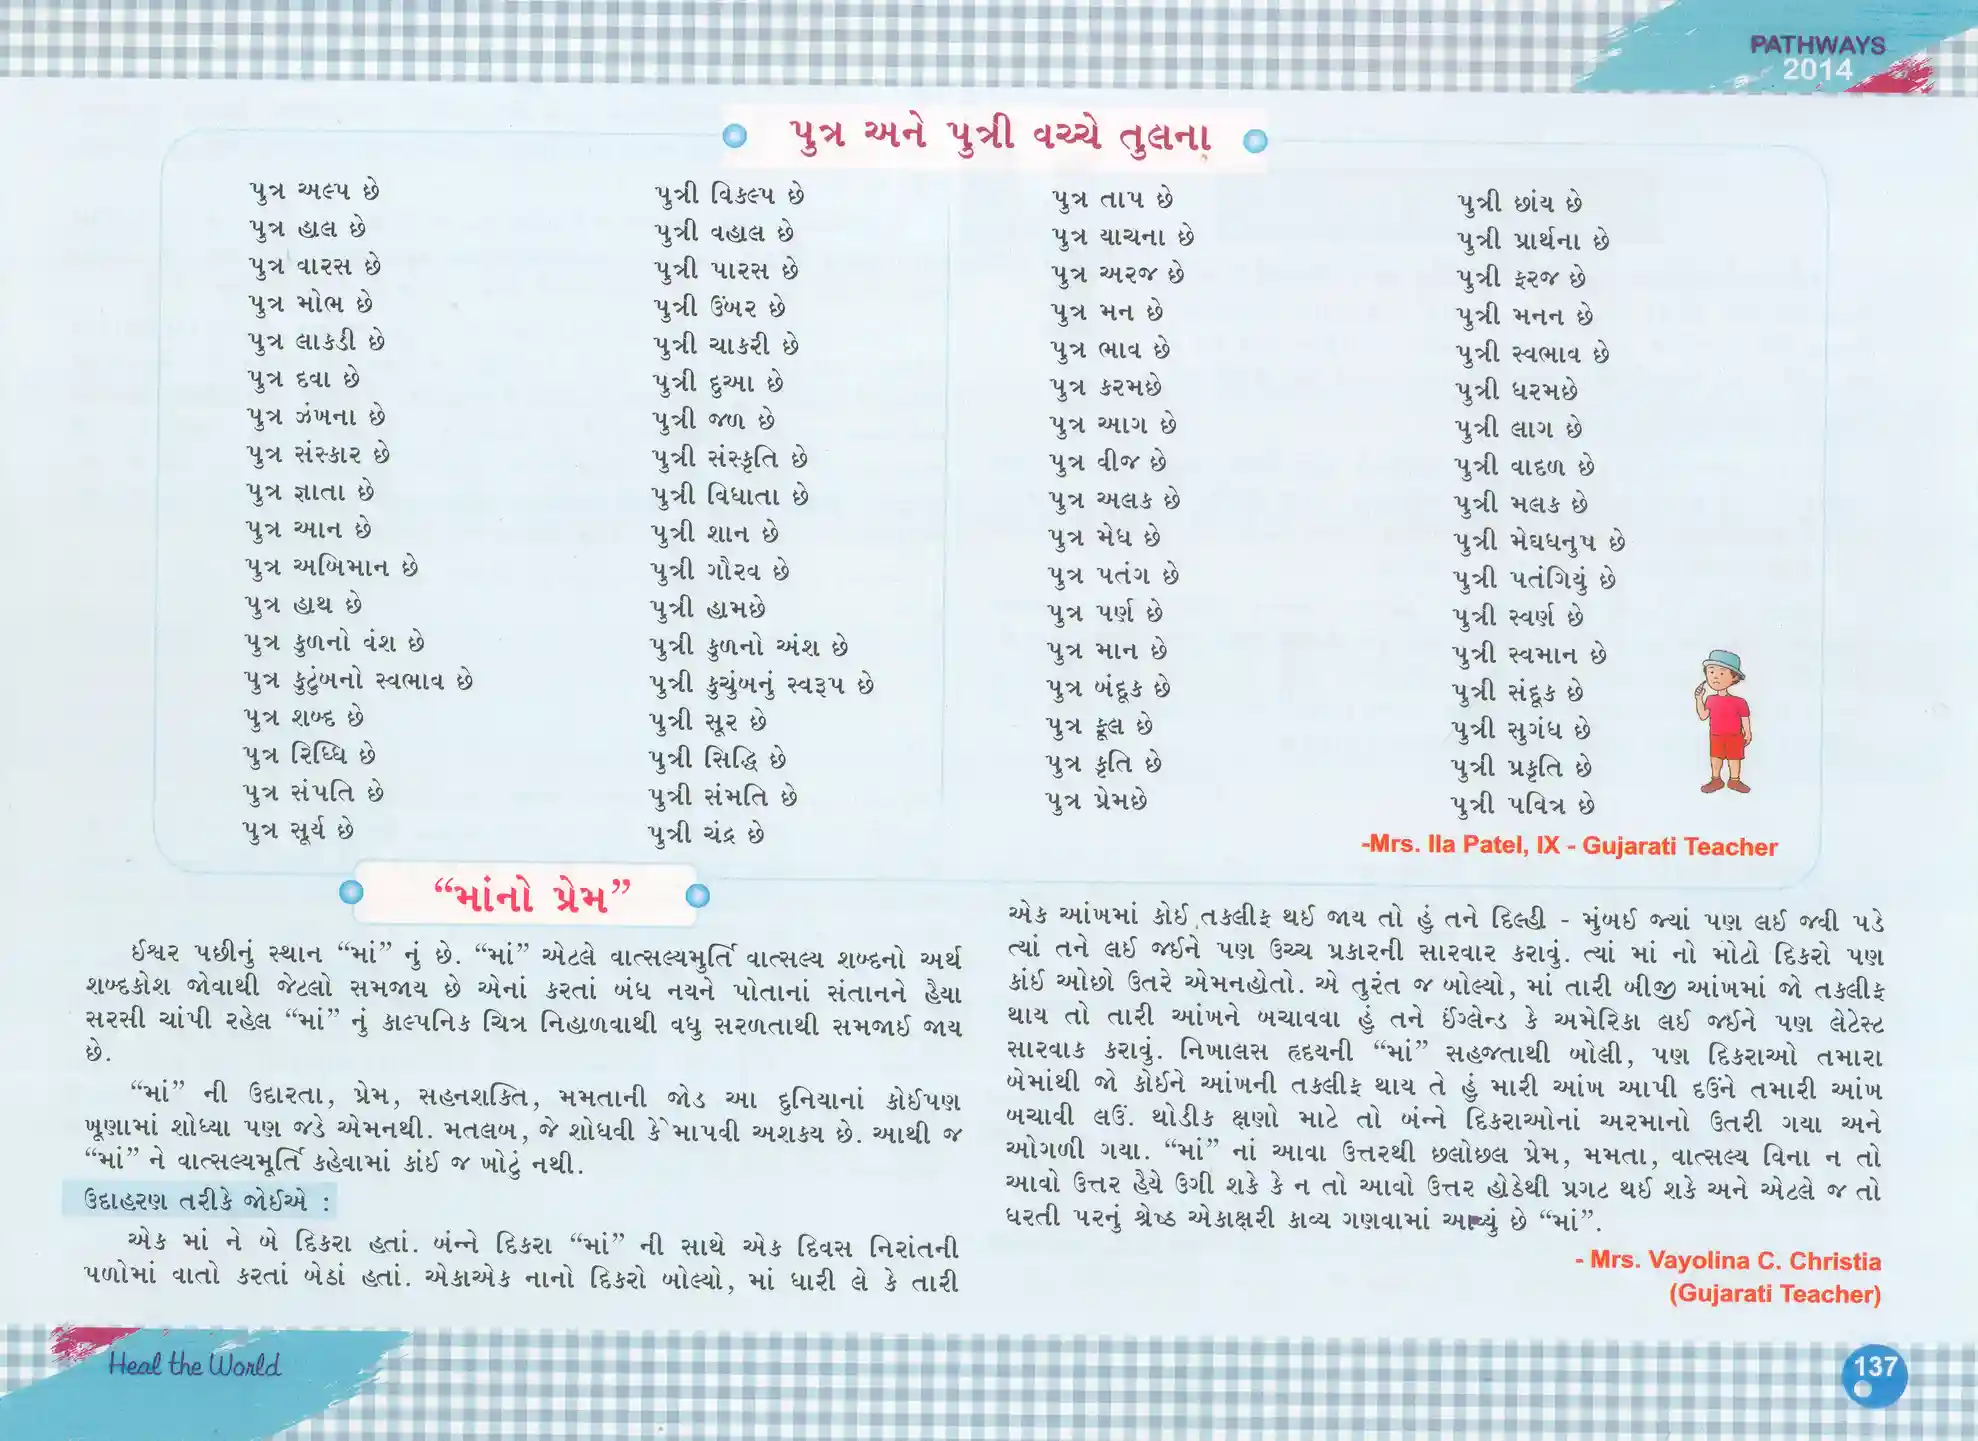 PATHWAYS
2014
પુત્ર અને પુત્રી વચ્ચે તુલના
પુત્ર અલ્પ છે
પુત્ર હાલ છે
પુત્ર વારસ છે
પુત્ર મોભ છે
પુત્ર લાકડી છે
પુત્ર દવા છે
પુત્ર ઝંખના છે
પુત્ર સંસ્કાર છે
પુત્ર જ્ઞાતા છે
પુત્ર આન છે
પુત્ર અબિમાન છે
પુત્ર હાથ છે
પુત્ર કુળનો વંશ છે
પુત્ર કુટુંબનો સ્વભાવ છે
પુત્ર શબ્દ છે
પુત્ર રિધ્ધિ છે
પુત્ર સંપતિ છે
પુત્ર સૂર્ય છે
પુત્રી વિકલ્પ છે
પુત્રી વહાલ છે
પુત્રી પારસ છે
પુત્રી ઉંબર છે
પુત્રી ચાકરી છે
પુત્રી દુઆ છે
પુત્રી જળ છે
પુત્રી સંસ્કૃતિ છે
પુત્રી વિધાતા છે
પુત્રી શાન છે
પુત્રી ગૌરવ છે
પુત્રી હામછે
પુત્રી કુળનો અંશ છે
પુત્રી કુચુંબનું સ્વરૂપ છે
પુત્રી સૂર છે
પુત્રી સિદ્ધિ છે
પુત્રી સંમતિ છે
પુત્રી ચંદ્ર છે
પુત્ર તાપ છે
પુત્ર યાચના છે
પુત્ર અરજ છે
પુત્ર મન છે
પુત્ર ભાવ છે
પુત્ર કરમછે
પુત્ર આગ છે
પુત્ર વીજ છે
પુત્ર અલક છે
પુત્ર મેધ છે
પુત્ર પતંગ છે
પુત્ર પર્ણ છે
પુત્ર માન છે
પુત્ર બંદૂક છે
પુત્ર ફૂલ છે
પુત્ર કૃતિ છે
પુત્ર પ્રેમછે
પુત્રી છાંય છે
પુત્રી પ્રાર્થના છે
પુત્રી ફરજ છે
પુત્રી મનન છે
પુત્રી સ્વભાવ છે
પુત્રી ધરમછે
પુત્રી લાગ છે
પુત્રી વાદળ છે
પુત્રી મલક છે
પુત્રી મેઘધનુષ છે
પુત્રી પતંગિયું છે
પુત્રી સ્વર્ણ છે
પુત્રી સ્વમાન છે
પુત્રી સંદૂક છે
પુત્રી સુગંધ છે
પુત્રી પ્રકૃતિ છે
પુત્રી પવિત્ર છે
-Mrs. Ila Patel, IX - Gujarati Teacher
“માંનો પ્રેમ”
ઈશ્વર પછીનું સ્થાન “માં” નું છે. “માં” એટલે વાત્સલ્યમુર્તિ વાત્સલ્ય શબ્દનો અર્થ
શબ્દકોશ જોવાથી જેટલો સમજાય છે એનાં કરતાં બંધ નયને પોતાનાં સંતાનને હૈયા
સરસી ચાંપી રહેલ “માં” નું કાલ્પનિક ચિત્ર નિહાળવાથી વધુ સરળતાથી સમજાઈ જાય
છે.
“માં” ની ઉદારતા, પ્રેમ, સહનશક્તિ, મમતાની જોડ આ દુનિયાનાં કોઈપણ
ખૂણામાં શોધ્યા પણ જડે એમનથી. મતલબ, જે શોધવી કે માપવી અશકય છે. આથી જ
“માં” ને વાત્સલ્યમૂર્તિ કહેવામાં કાંઈ જ ખોટું નથી.
ઉદાહરણ તરીકે જોઈએ :
એક માં ને બે દિકરા હતાં. બંન્ને દિકરા “માં” ની સાથે એક દિવસ નિરાંતની
પળોમાં વાતો કરતાં બેઠાં હતાં. એકાએક નાનો દિકરો બોલ્યો, માં ધારી લે કે તારી
એક આંખમાં કોઈ તકલીફ થઈ જાય તો હું તને દિલ્હી - મુંબઈ જ્યાં પણ લઈ જવી પડે
ત્યાં તને લઈ જઈને પણ ઉચ્ચ પ્રકારની સારવાર કરાવું. ત્યાં માં નો મોટો દિકરો પણ
કાંઈ ઓછો ઉતરે એમનહોતો. એ તુરંત જ બોલ્યો, માં તારી બીજી આંખમાં જો તકલીફ
થાય તો તારી આંખને બચાવવા હું તને ઈંગ્લેન્ડ કે અમેરિકા લઈ જઈને પણ લેટેસ્ટ
સારવાક કરાવું. નિખાલસ હૃદયની “માં” સહજતાથી બોલી, પણ દિકરાઓ તમારા
બેમાંથી જો કોઈને આંખની તકલીફ થાય તે હું મારી આંખ આપી દઉંને તમારી આંખ
બચાવી લઉં. થોડીક ક્ષણો માટે તો બંન્ને દિકરાઓનાં અરમાનો ઉતરી ગયા અને
ઓગળી ગયા. “માં” નાં આવા ઉત્તરથી છલોછલ પ્રેમ, મમતા, વાત્સલ્ય વિના ન તો
આવો ઉત્તર હૈયે ઉગી શકે કે ન તો આવો ઉત્તર હોઠેથી પ્રગટ થઈ શકે અને એટલે જ તો
ધરતી પરનું શ્રેષ્ઠ એકાક્ષરી કાવ્ય ગણવામાં આવ્યું છે “માં”.
- Mrs. Vayolina C. Christia
(Gujarati Teacher)
Heal the World
137